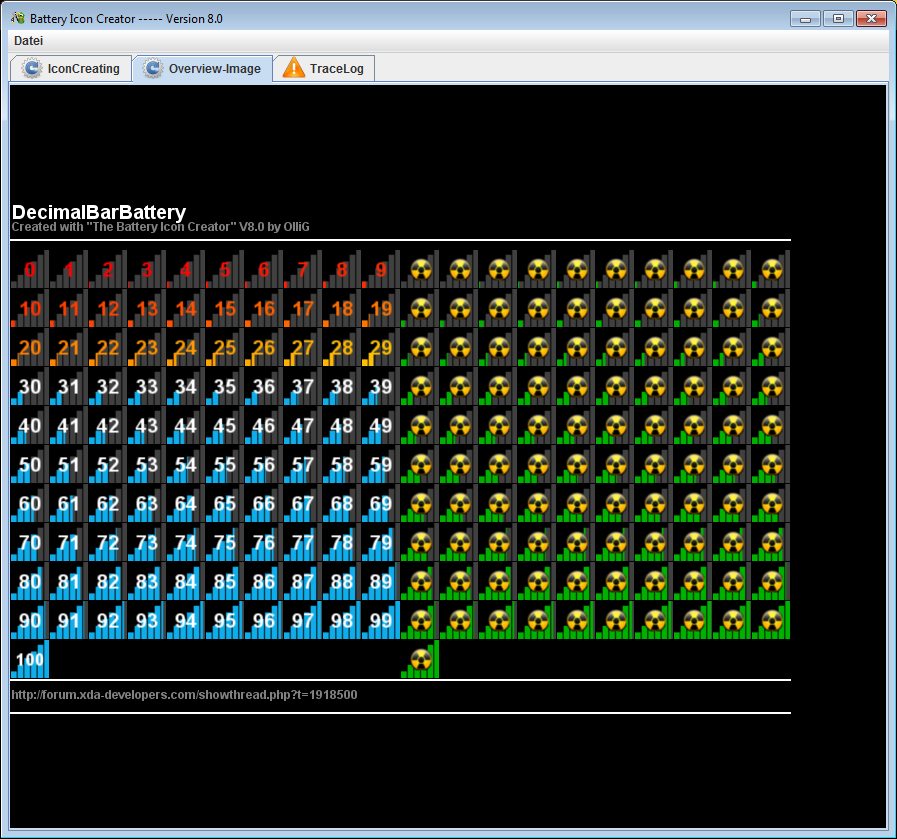 Battery Icon Creator ----- Version 8.0
Datei
IconCreating Overview-Image TraceLog
DecimalBarBattery
Created with "The Battery Icon Creator" V8.0 by OlliG
0 1 2 3 4 5 6 7 8 9
10 11 12 13 14 15 16 17 18 19
20 21 22 23 24 25 26 27 28 29
30 31 32 33 34 35 36 37 38 39
40 41 42 43 44 45 46 47 48 49
50 51 52 53 54 55 56 57 58 59
60 61 62 63 64 65 66 67 68 69
70 71 72 73 74 75 76 77 78 79
80 81 82 83 84 85 86 87 88 89
90 91 92 93 94 95 96 97 98 99
100
http://forum.xda-developers.com/showthread.php?t=1918500